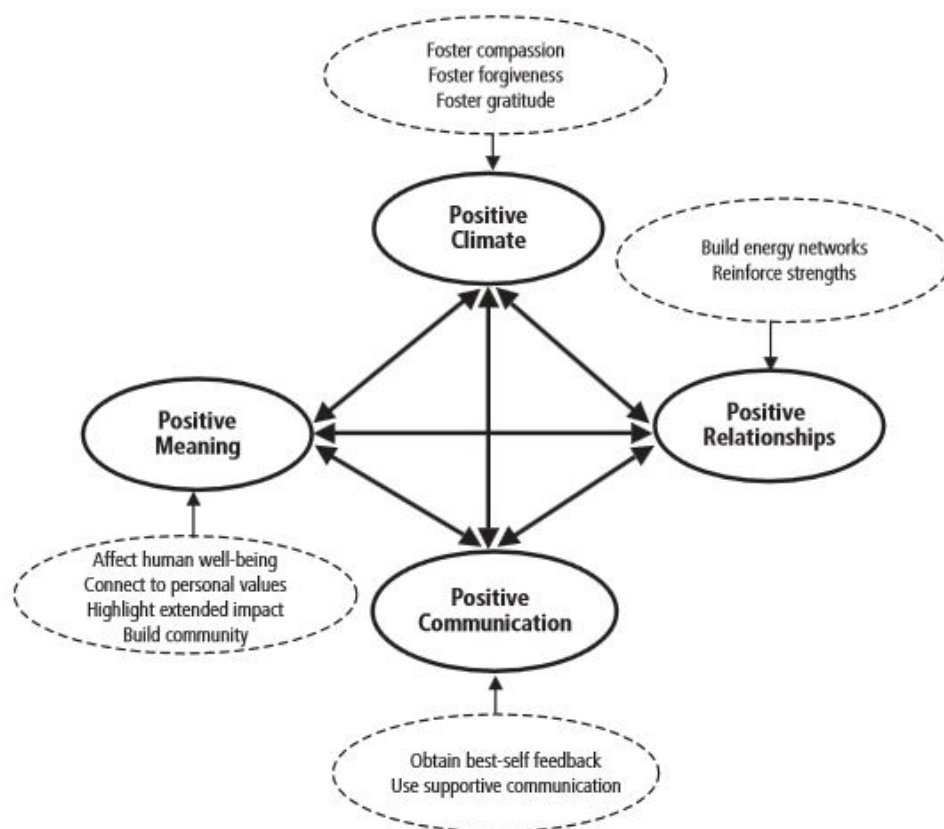 Foster compassion
Foster forgiveness
Foster gratitude
Positive
Climate
Build energy networks
Reinforce strengths
Positive
Meaning
Positive
Relationships
Affect human well-being
Connect to personal values
Highlight extended impact
Build community
Positive
Communication
Obtain best-self feedback
Use supportive communication